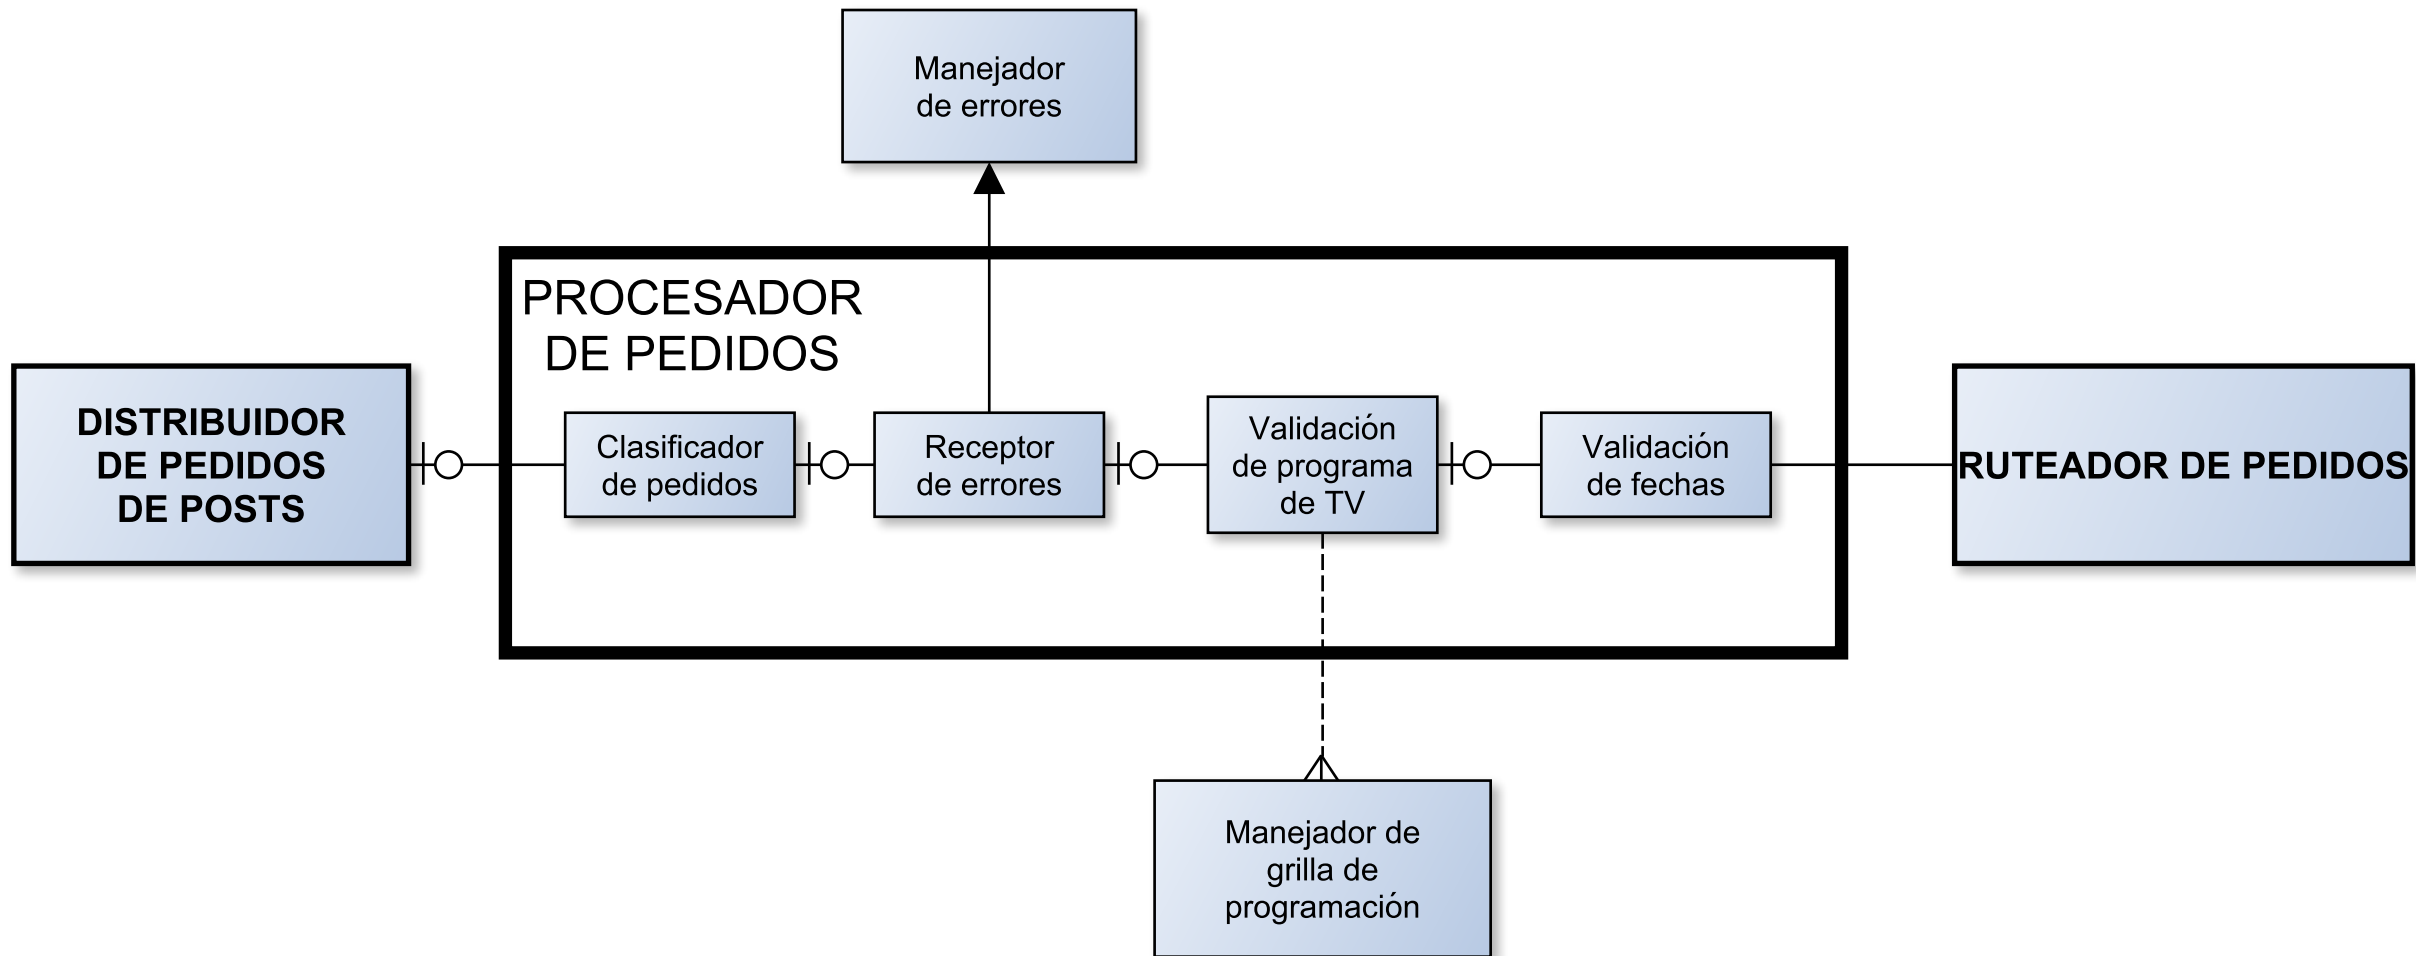 Manejador
de errores
PROCESADOR
DE PEDIDOS
DISTRIBUIDOR
DE PEDIDOS
DE POSTS
Clasificador
de pedidos
Receptor
de errores
Validación
de programa
de TV
Validación
de fechas
RUTEADOR DE PEDIDOS
Manejador de
grilla de
programación